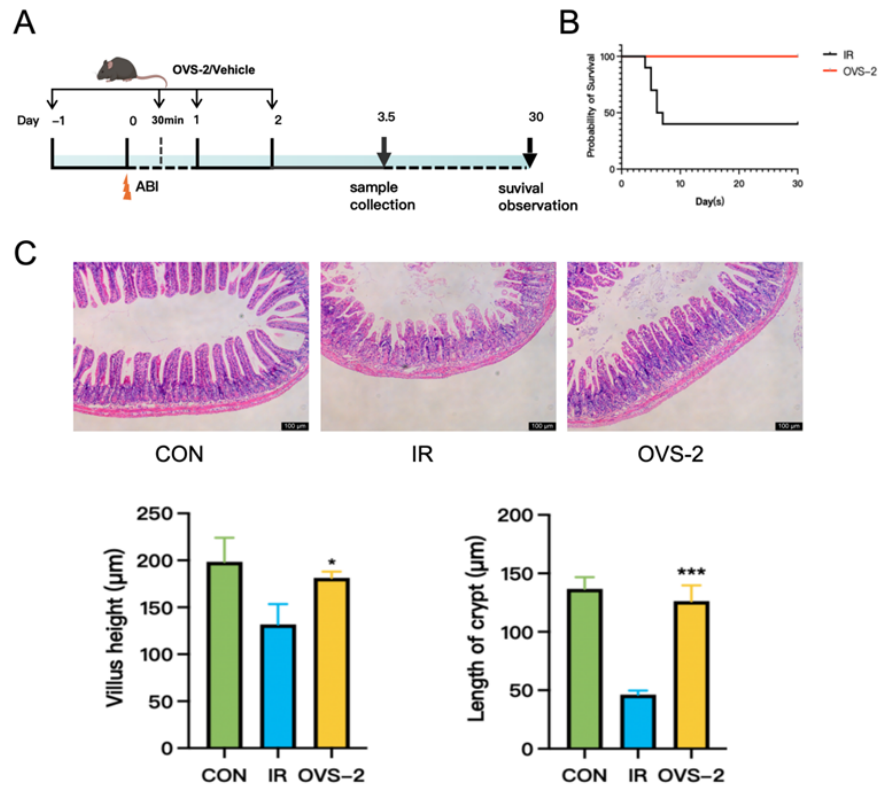 A
OVS-2/Vehicle
Day -1 0 30min 1 2 3.5 30
ABI
sample
collection
suvival
observation
B
Probability of Survival
100
50
0
0 10 20 30
Day(s)
IR
OVS-2
C
100 µm
100 µm
100 µm
CON
IR
OVS-2
Villus height (µm)
250
200
150
100
50
0
CON IR OVS-2
*
Length of crypt (µm)
200
150
100
50
0
CON IR OVS-2
***